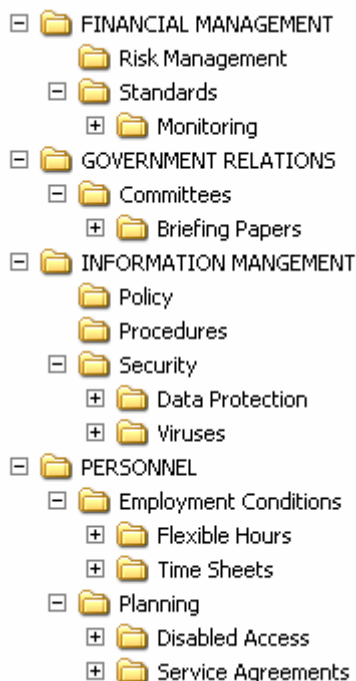 FINANCIAL MANAGEMENT
Risk Management
Standards
Monitoring
GOVERNMENT RELATIONS
Committees
Briefing Papers
INFORMATION MANGEMENT
Policy
Procedures
Security
Data Protection
Viruses
PERSONNEL
Employment Conditions
Flexible Hours
Time Sheets
Planning
Disabled Access
Service Agreements